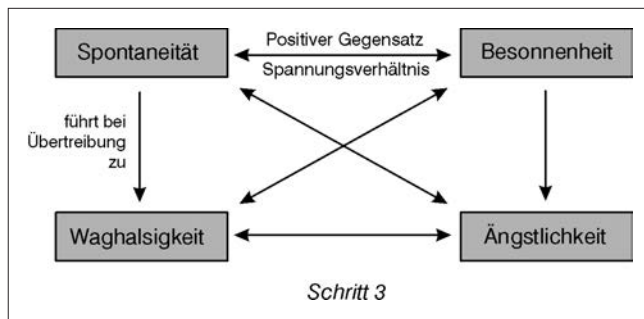 Spontaneität
Positiver Gegensatz
Spannungsverhältnis
Besonnenheit
führt bei
Übertreibung
zu
Waghalsigkeit
Ängstlichkeit
Schritt 3